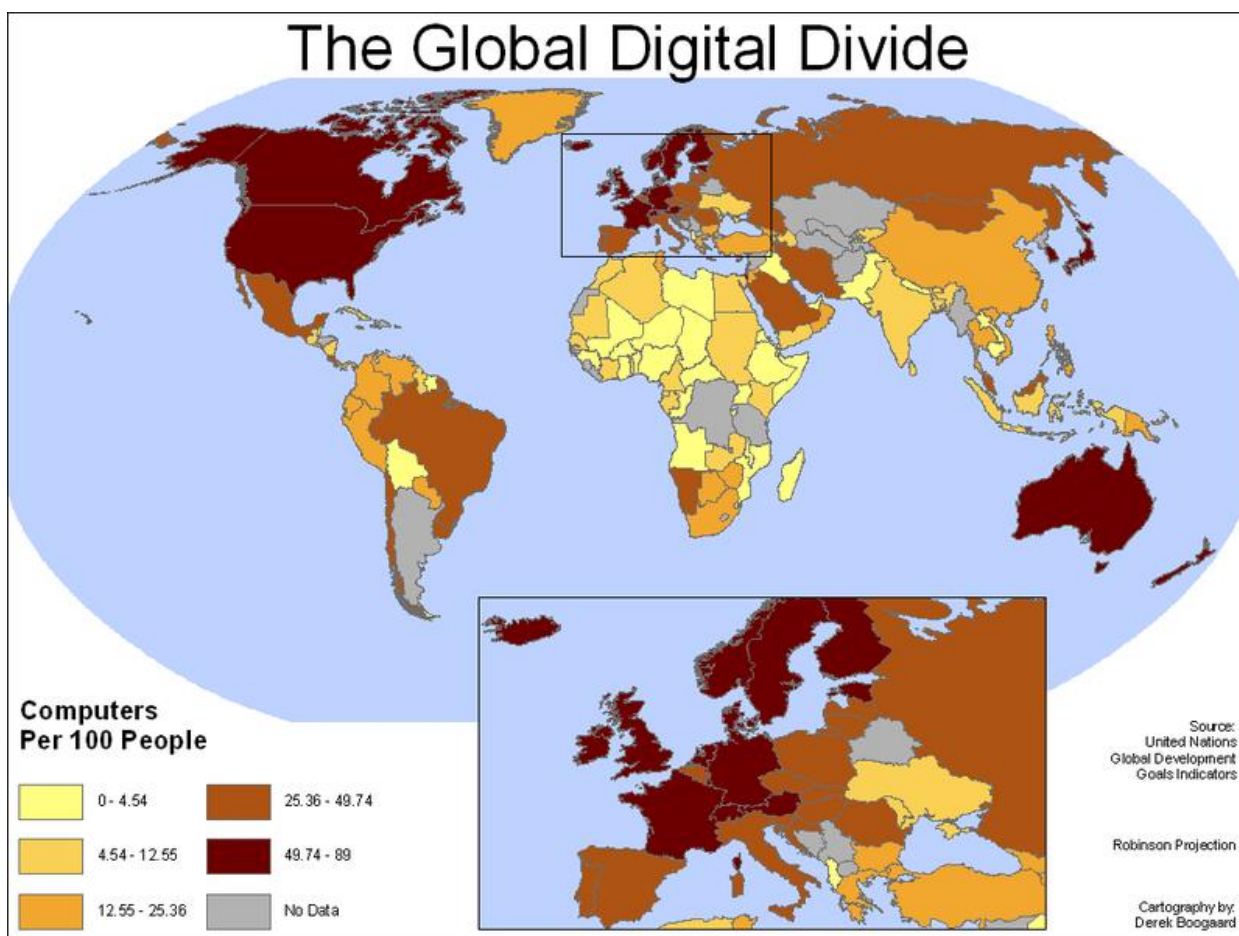 The Global Digital Divide
Computers
Per 100 People
0 - 4.54
4.54 - 12.55
12.55 - 25.36
25.36 - 49.74
49.74 - 89
No Data
Source:
United Nations
Global Development
Goals Indicators
Robinson Projection
Cartography by:
Derek Boogaard